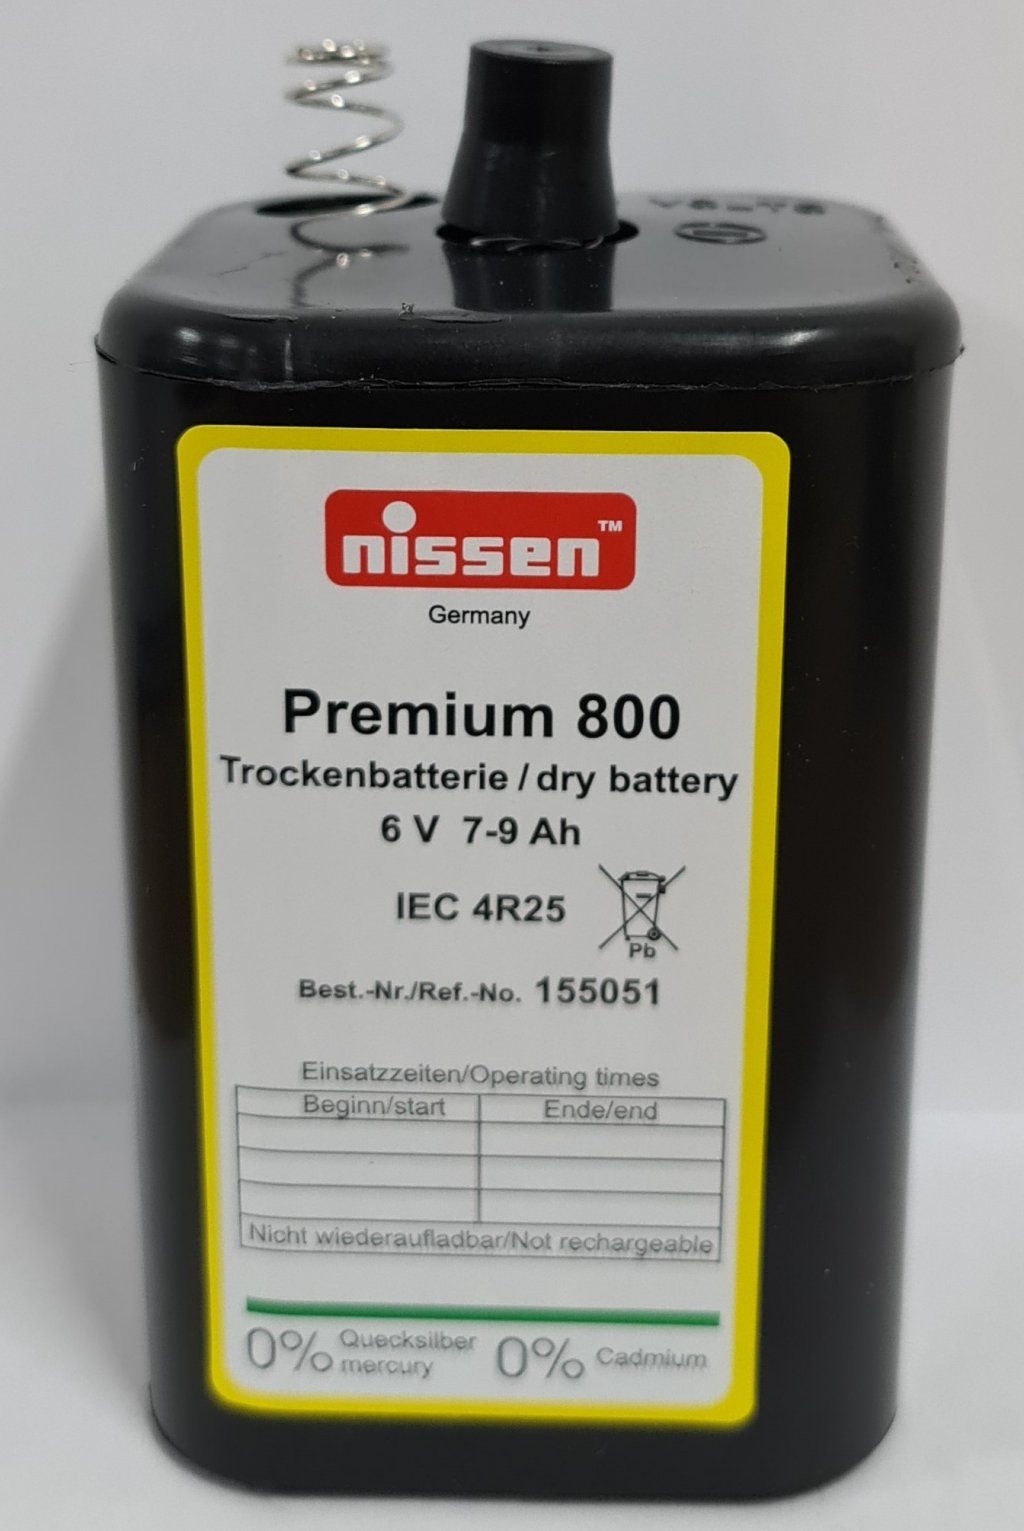 nissen™
Germany
Premium 800
Trockenbatterie / dry battery
6 V 7-9 Ah
IEC 4R25
Pb
Best.-Nr./Ref.-No. 155051
Einsatzzeiten/Operating times
Beginn/start Ende/end
Nicht wiederaufladbar/Not rechargeable
0% Quecksilber
mercury
0% Cadmium